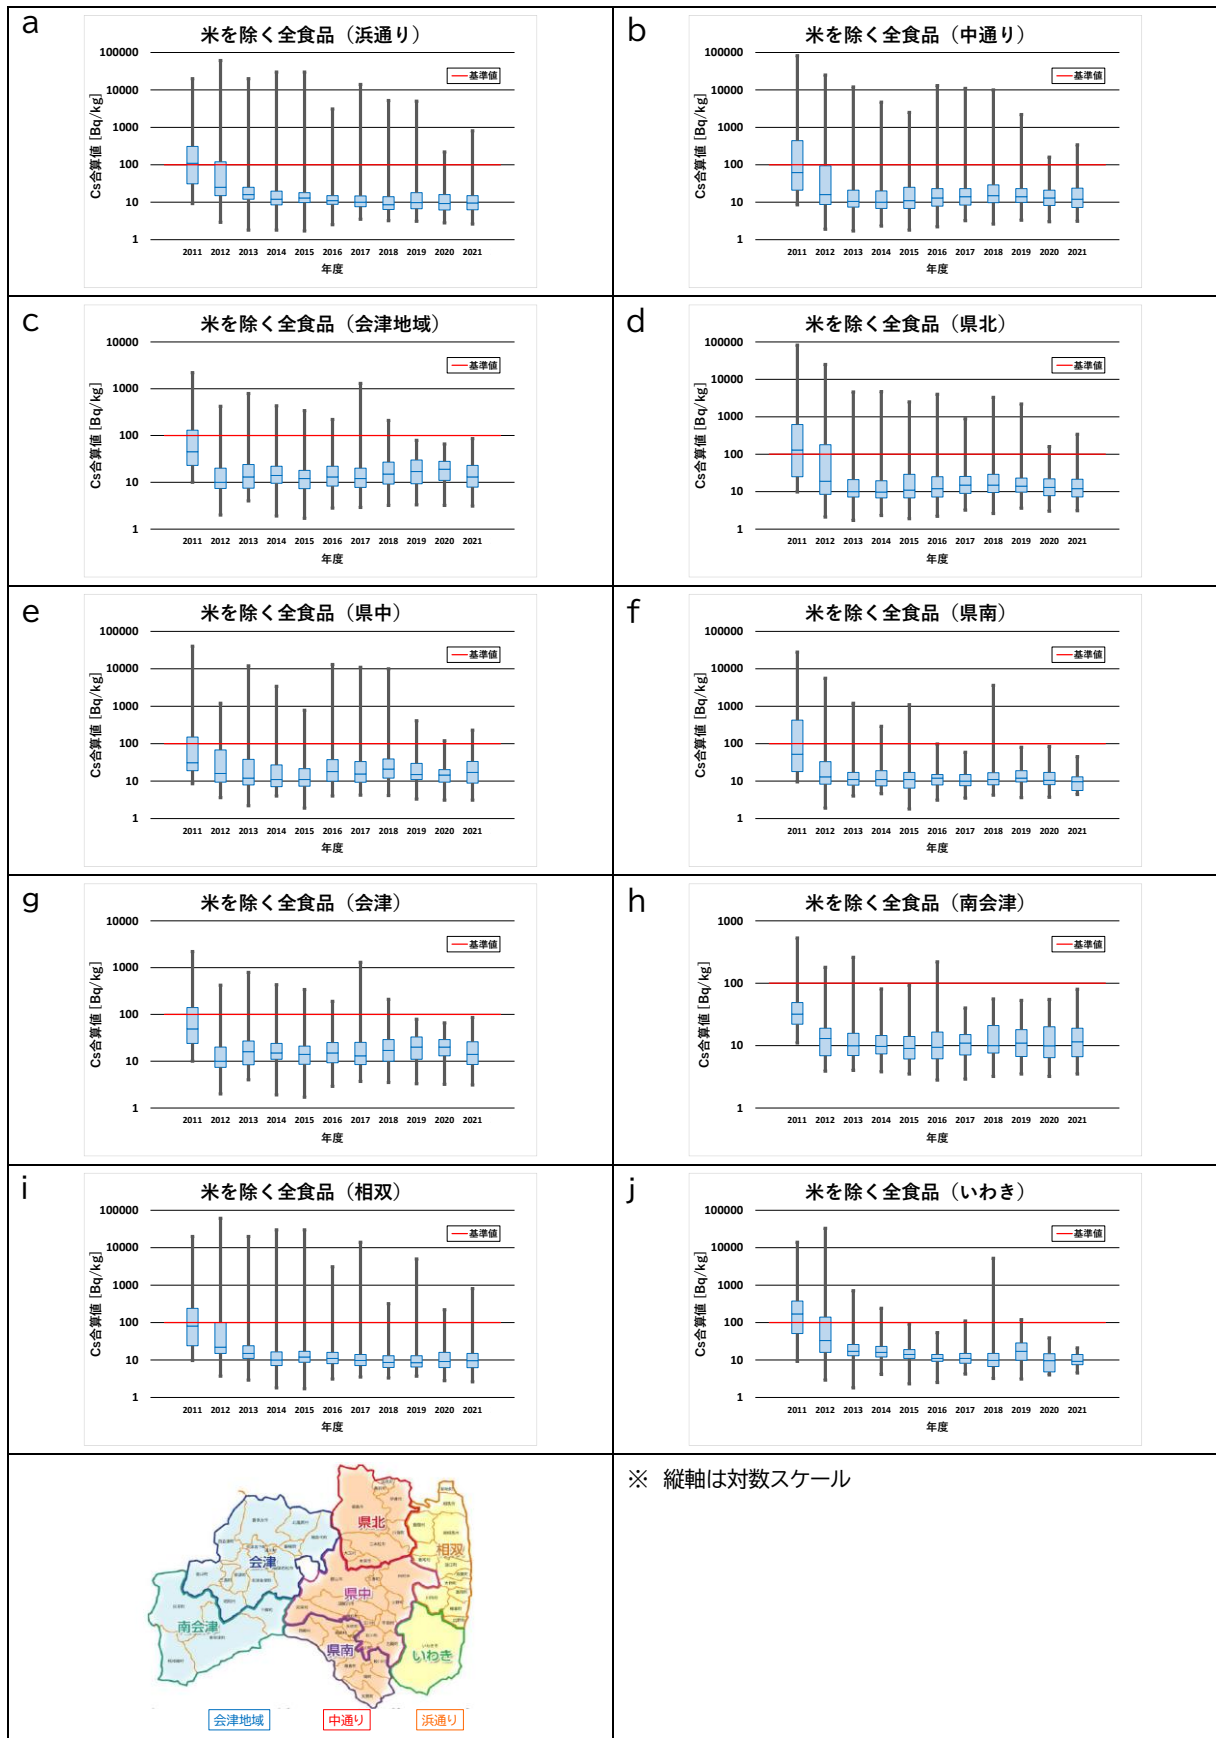 a
米を除く全食品（浜通り）
100000
10000
1000
100
10
1
Cs合算値 [Bq/kg]
基準値
2011 2012 2013 2014 2015 2016 2017 2018 2019 2020 2021
年度
b
米を除く全食品（中通り）
100000
10000
1000
100
10
1
Cs合算値 [Bq/kg]
基準値
2011 2012 2013 2014 2015 2016 2017 2018 2019 2020 2021
年度
c
米を除く全食品（会津地域）
10000
1000
100
10
1
Cs合算値 [Bq/kg]
基準値
2011 2012 2013 2014 2015 2016 2017 2018 2019 2020 2021
年度
d
米を除く全食品（県北）
100000
10000
1000
100
10
1
Cs合算値 [Bq/kg]
基準値
2011 2012 2013 2014 2015 2016 2017 2018 2019 2020 2021
年度
e
米を除く全食品（県中）
100000
10000
1000
100
10
1
Cs合算値 [Bq/kg]
基準値
2011 2012 2013 2014 2015 2016 2017 2018 2019 2020 2021
年度
f
米を除く全食品（県南）
100000
10000
1000
100
10
1
Cs合算値 [Bq/kg]
基準値
2011 2012 2013 2014 2015 2016 2017 2018 2019 2020 2021
年度
g
米を除く全食品（会津）
10000
1000
100
10
1
Cs合算値 [Bq/kg]
基準値
2011 2012 2013 2014 2015 2016 2017 2018 2019 2020 2021
年度
h
米を除く全食品（南会津）
1000
100
10
1
Cs合算値 [Bq/kg]
基準値
2011 2012 2013 2014 2015 2016 2017 2018 2019 2020 2021
年度
i
米を除く全食品（相双）
100000
10000
1000
100
10
1
Cs合算値 [Bq/kg]
基準値
2011 2012 2013 2014 2015 2016 2017 2018 2019 2020 2021
年度
j
米を除く全食品（いわき）
100000
10000
1000
100
10
1
Cs合算値 [Bq/kg]
基準値
2011 2012 2013 2014 2015 2016 2017 2018 2019 2020 2021
年度
県北
相双
会津
県中
南会津
県南
いわき
会津地域
中通り
浜通り
※ 縦軸は対数スケール